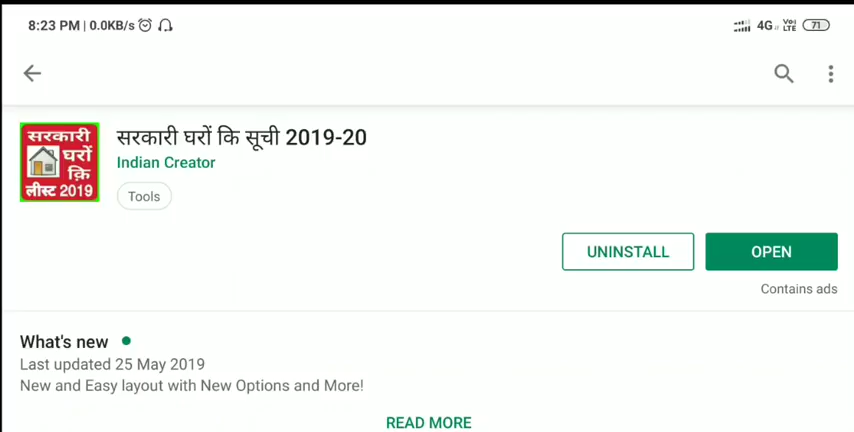 8:23 PM | 0.0KB/s 4G Vo) LTE 71
सरकारी
घरों
कि
लीस्ट 2019
सरकारी घरों कि सूची 2019-20
Indian Creator
Tools
UNINSTALL OPEN
Contains ads
What's new
Last updated 25 May 2019
New and Easy layout with New Options and More!
READ MORE